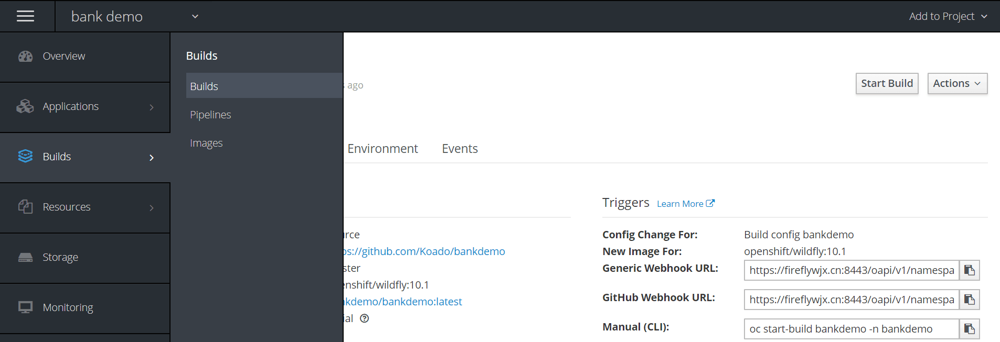 bank demo
Add to Project
Overview
Applications
Builds
Resources
Storage
Monitoring
Builds
Builds
Pipelines
Images
ago
Start Build
Actions
Environment
Events
Triggers Learn More
Config Change For: Build config bankdemo
New Image For: openshift/wildfly:10.1
Generic Webhook URL: https://fireflywjx.cn:8443/oapi/v1/namespa
GitHub Webhook URL: https://fireflywjx.cn:8443/oapi/v1/namespa
Manual (CLI): oc start-build bankdemo -n bankdemo
rce
s://github.com/Koado/bankdemo
ster
enshift/wildfly:10.1
kdemo/bankdemo:latest
ial